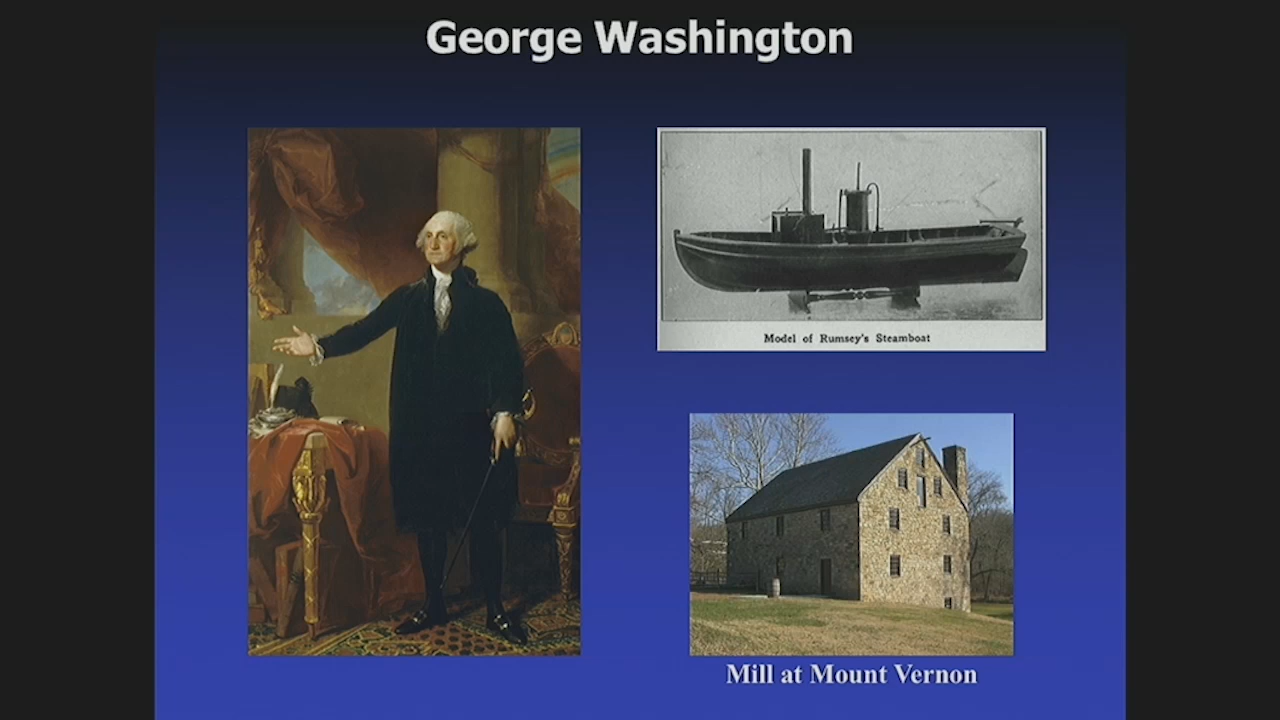 George Washington
Model of Rumsey's Steamboat
Mill at Mount Vernon